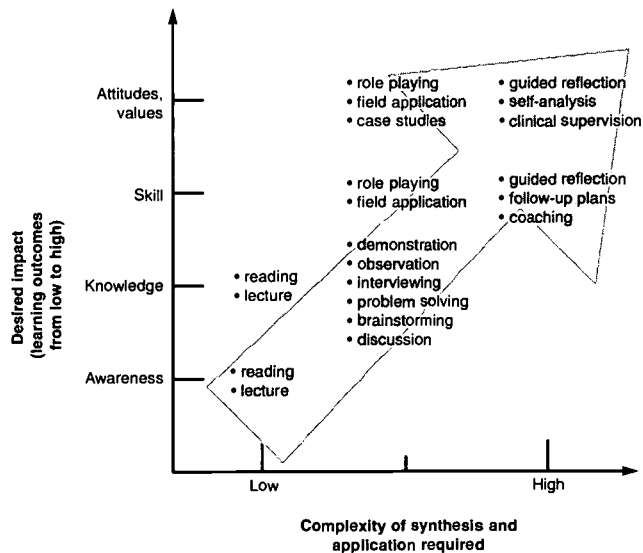 Attitudes,
values
• role playing
• field application
• case studies
• guided reflection
• self-analysis
• clinical supervision
Skill
• role playing
• field application
• guided reflection
• follow-up plans
• coaching
Desired impact
(learning outcomes
from low to high)
Knowledge
• reading
• lecture
• demonstration
• observation
• interviewing
• problem solving
• brainstorming
• discussion
Awareness
• reading
• lecture
Low
High
Complexity of synthesis and
application required